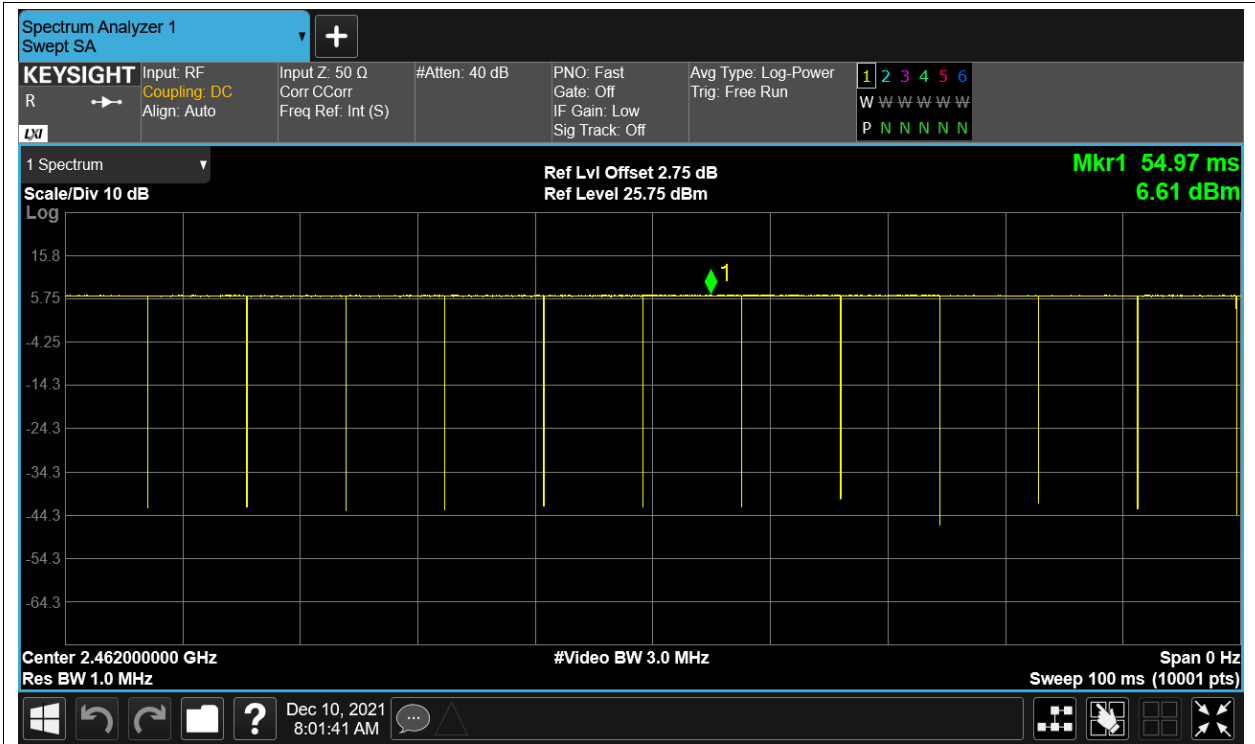 Spectrum Analyzer 1
Swept SA
KEYSIGHT Input: RF Input Z: 50 Ω #Atten: 40 dB PNO: Fast Avg Type: Log-Power 1 2 3 4 5 6
R Coupling: DC Corr CCorr Gate: Off Trig: Free Run W W W W W W
Align: Auto Freq Ref: Int (S) IF Gain: Low
LXI Sig Track: Off P N N N N N
1 Spectrum Ref Lvl Offset 2.75 dB Mkr1 54.97 ms
Scale/Div 10 dB Ref Level 25.75 dBm 6.61 dBm
Log
15.8
1
5.75
-4.25
-14.3
-24.3
-34.3
-44.3
-54.3
-64.3
Center 2.462000000 GHz #Video BW 3.0 MHz Span 0 Hz
Res BW 1.0 MHz Sweep 100 ms (10001 pts)
? Dec 10, 2021
8:01:41 AM